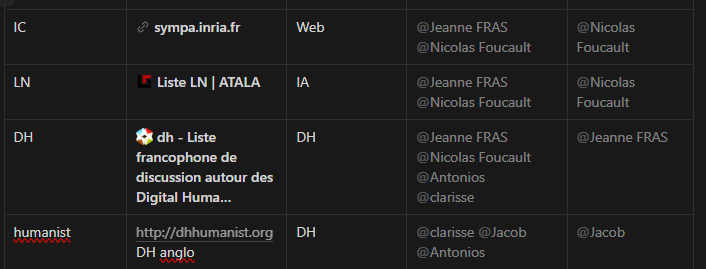 IC
sympa.inria.fr
Web
@Jeanne FRAS
@Nicolas Foucault
@Nicolas
Foucault
LN
Liste LN | ATALA
IA
@Jeanne FRAS
@Nicolas Foucault
@Nicolas
Foucault
DH
dh - Liste
francophone de
discussion autour des
Digital Huma...
DH
@Jeanne FRAS
@Nicolas Foucault
@Antonios
@clarisse
@Jeanne FRAS
humanist
http://dhhumanist.org
DH anglo
DH
@clarisse @Jacob
@Antonios
@Jacob